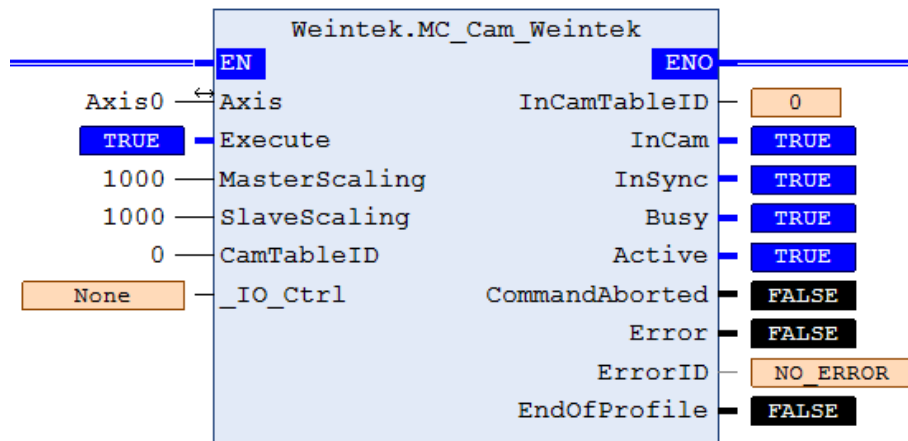 Weintek.MC_Cam_Weintek
EN ENO
Axis0 Axis InCamTableID 0
TRUE Execute InCam TRUE
1000 MasterScaling InSync TRUE
1000 SlaveScaling Busy TRUE
0 CamTableID Active TRUE
None _IO_Ctrl CommandAborted FALSE
Error FALSE
ErrorID NO_ERROR
EndOfProfile FALSE